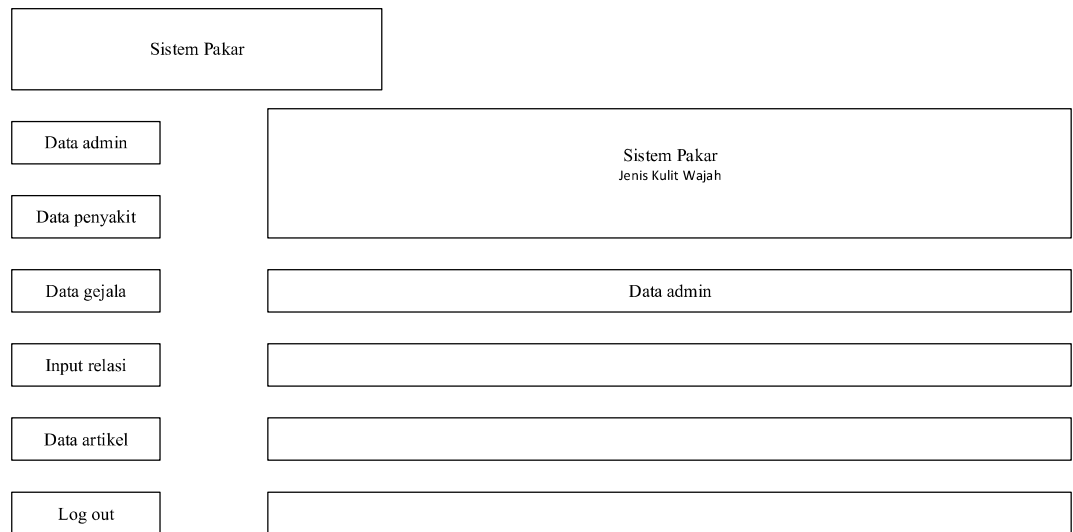 Sistem Pakar
Data admin
Data penyakit
Data gejala
Input relasi
Data artikel
Log out
Sistem Pakar
Jenis Kulit Wajah
Data admin